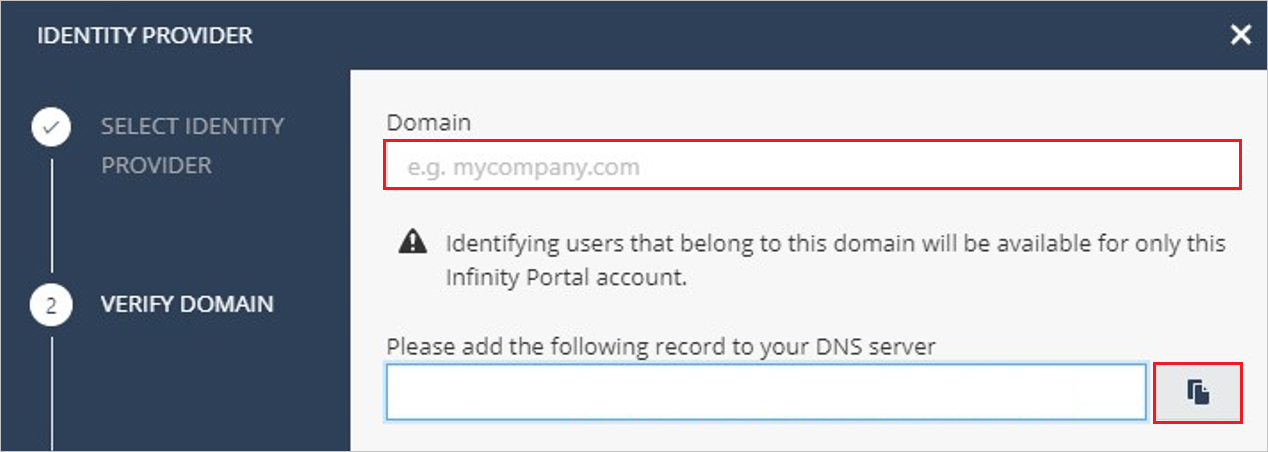 IDENTITY PROVIDER
SELECT IDENTITY
PROVIDER
2
VERIFY DOMAIN
Domain
e.g. mycompany.com
Identifying users that belong to this domain will be available for only this
Infinity Portal account.
Please add the following record to your DNS server